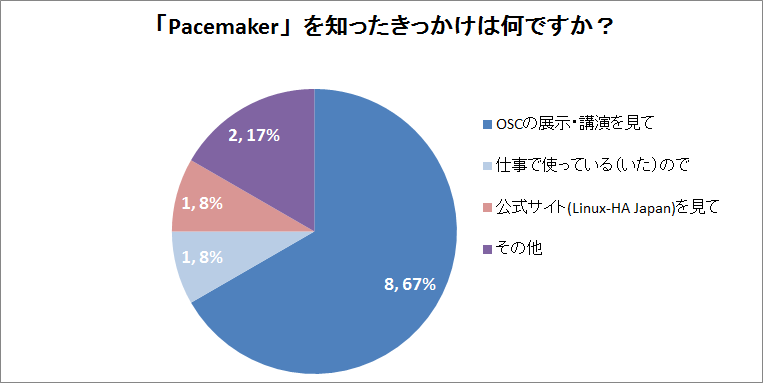 「Pacemaker」を知ったきっかけは何ですか？
2, 17%
1, 8%
1, 8%
8, 67%
OSCの展示・講演を見て
仕事で使っている（いた）ので
公式サイト(Linux-HA Japan)を見て
その他